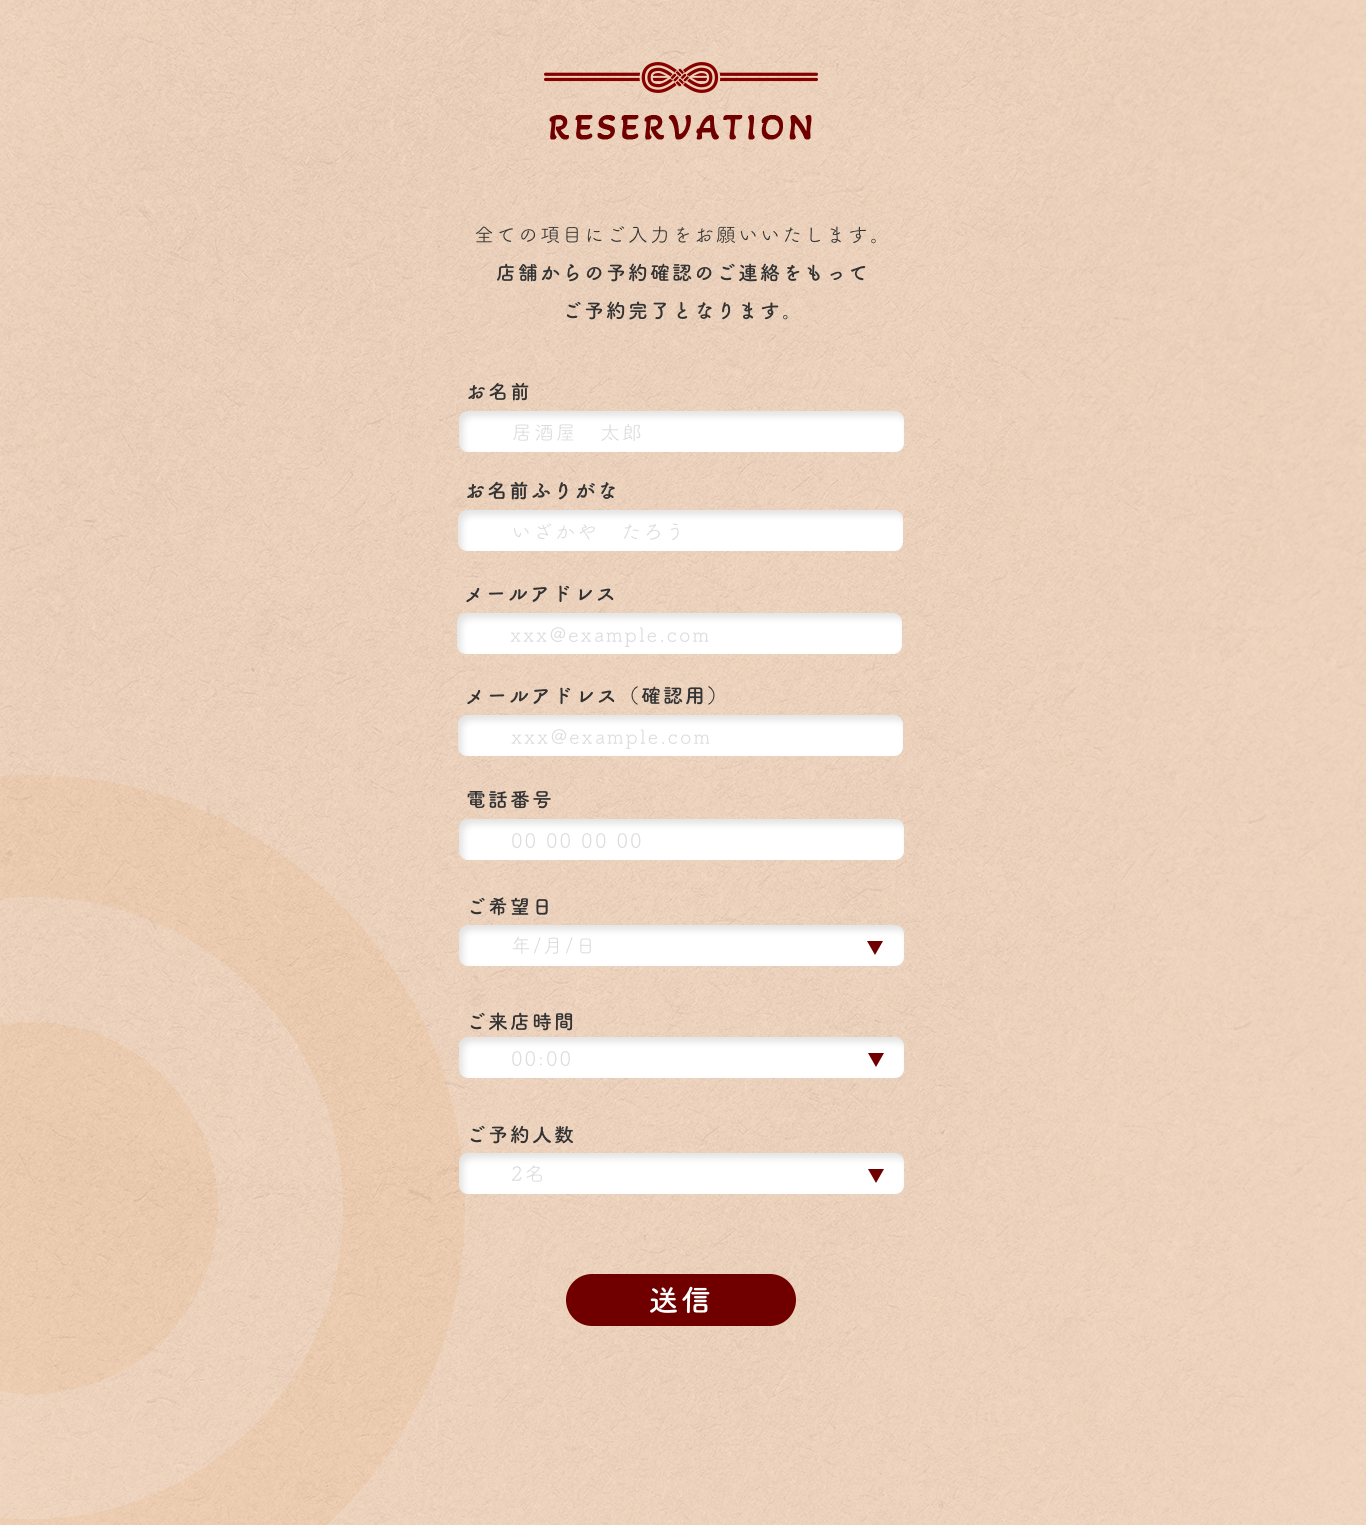 RESERVATION
全ての項目にご入力をお願いいたします。
店舗からの予約確認のご連絡をもって
ご予約完了となります。
お名前
居酒屋　太郎
お名前ふりがな
いざかや　たろう
メールアドレス
xxx@example.com
メールアドレス（確認用）
xxx@example.com
電話番号
00 00 00 00
ご希望日
年/月/日
ご来店時間
00:00
ご予約人数
2名
送信